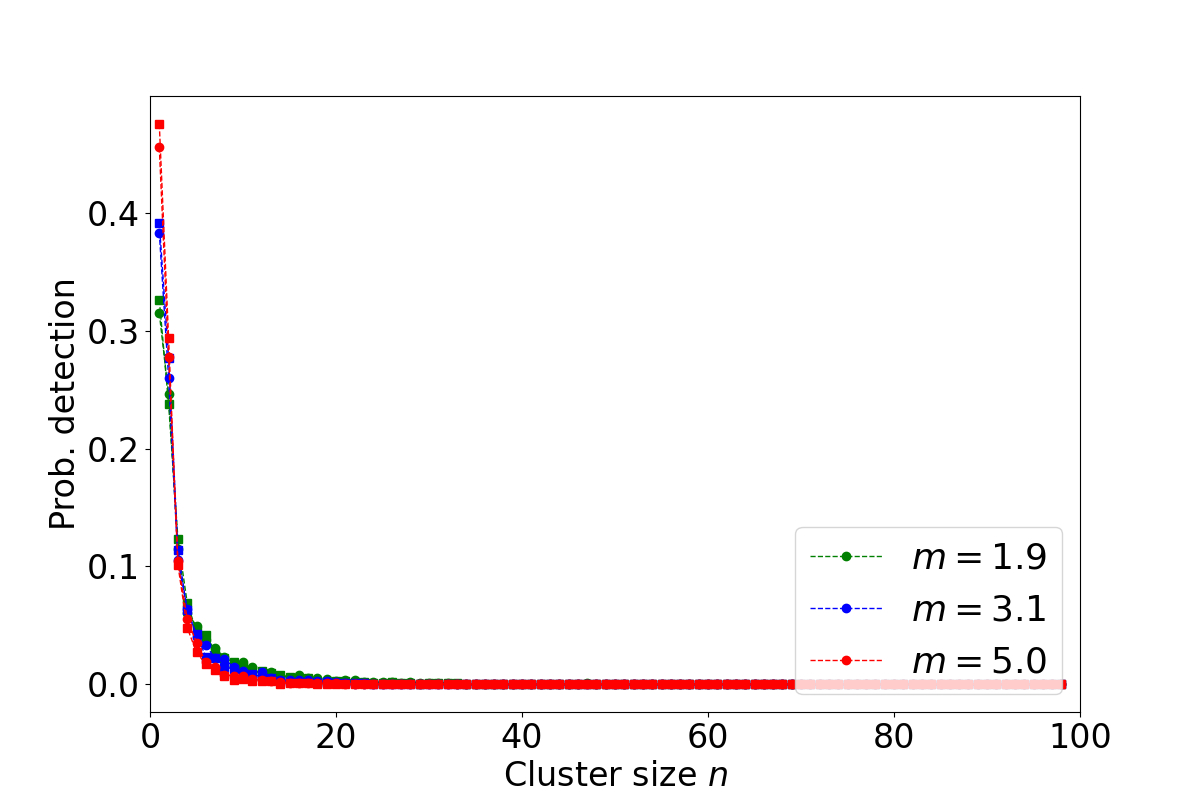 Prob. detection
0.4
0.3
0.2
0.1
0.0
0 20 40 60 80 100
Cluster size n
m = 1.9
m = 3.1
m = 5.0